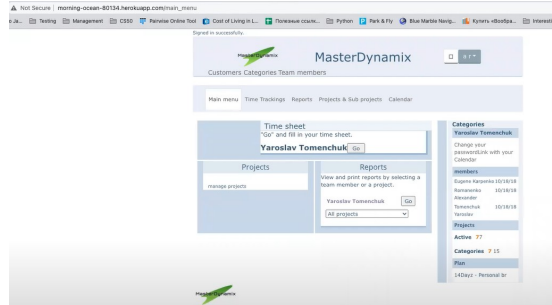 Not Secure | morning-ocean-80134.herokuapp.com/main_menu
Testing Management CS50 Pairwise Online Tool Cost of Living in L... Полезные ссылк... Python Park & Fly Blue Marble Navig... Купить «Вообра... Interesti
Signed in successfully.
MasterDynamix
MasterDynamix
a r
Customers Categories Team members
Main menu Time Trackings Reports Projects & Sub projects Calendar
Time sheet
"Go" and fill in your time sheet.
Yaroslav Tomenchuk Go
Projects
manage projects
Reports
View and print reports by selecting a
team member or a project.
Yaroslav Tomenchuk Go
All projects
Categories
Yaroslav Tomenchuk
Change your
passwordLink with your
Calendar
members
Eugene Karpenko 10/18/18
Romanenko 10/18/18
Alexander
Tomenchuk 10/18/18
Yaroslav
Projects
Active 77
Categories 7 15
Plan
14Dayz - Personal br
MasterDynamix